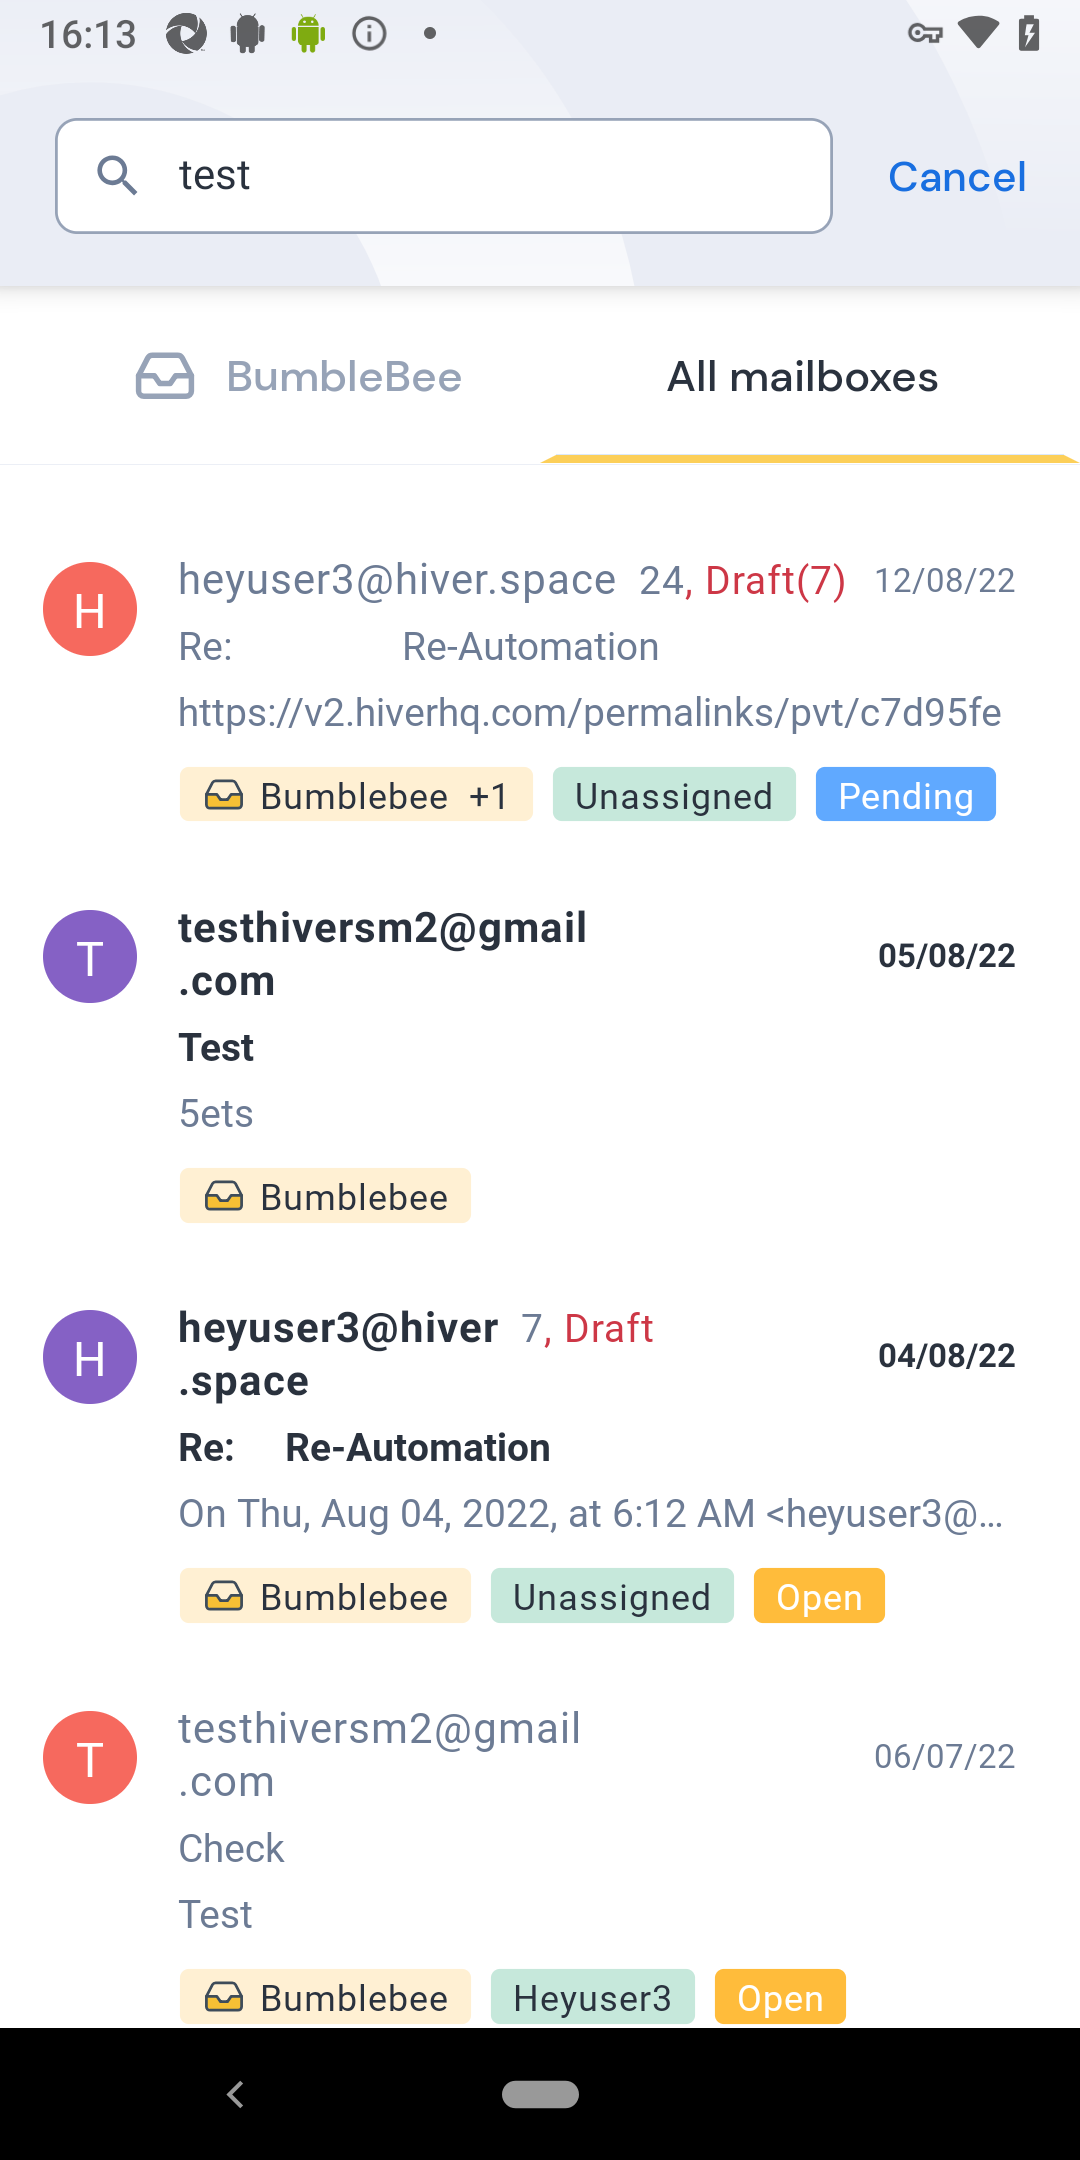 16:13
test
Cancel
BumbleBee
All mailboxes
H
heyuser3@hiver.space 24, Draft(7) 12/08/22
Re: Re-Automation
https://v2.hiverhq.com/permalinks/pvt/c7d95fe
Bumblebee +1 Unassigned Pending
T
testhiversm2@gmail
.com
05/08/22
Test
5ets
Bumblebee
H
heyuser3@hiver 7, Draft
.space
04/08/22
Re: Re-Automation
On Thu, Aug 04, 2022, at 6:12 AM <heyuser3@...
Bumblebee Unassigned Open
T
testhiversm2@gmail
.com
06/07/22
Check
Test
Bumblebee Heyuser3 Open